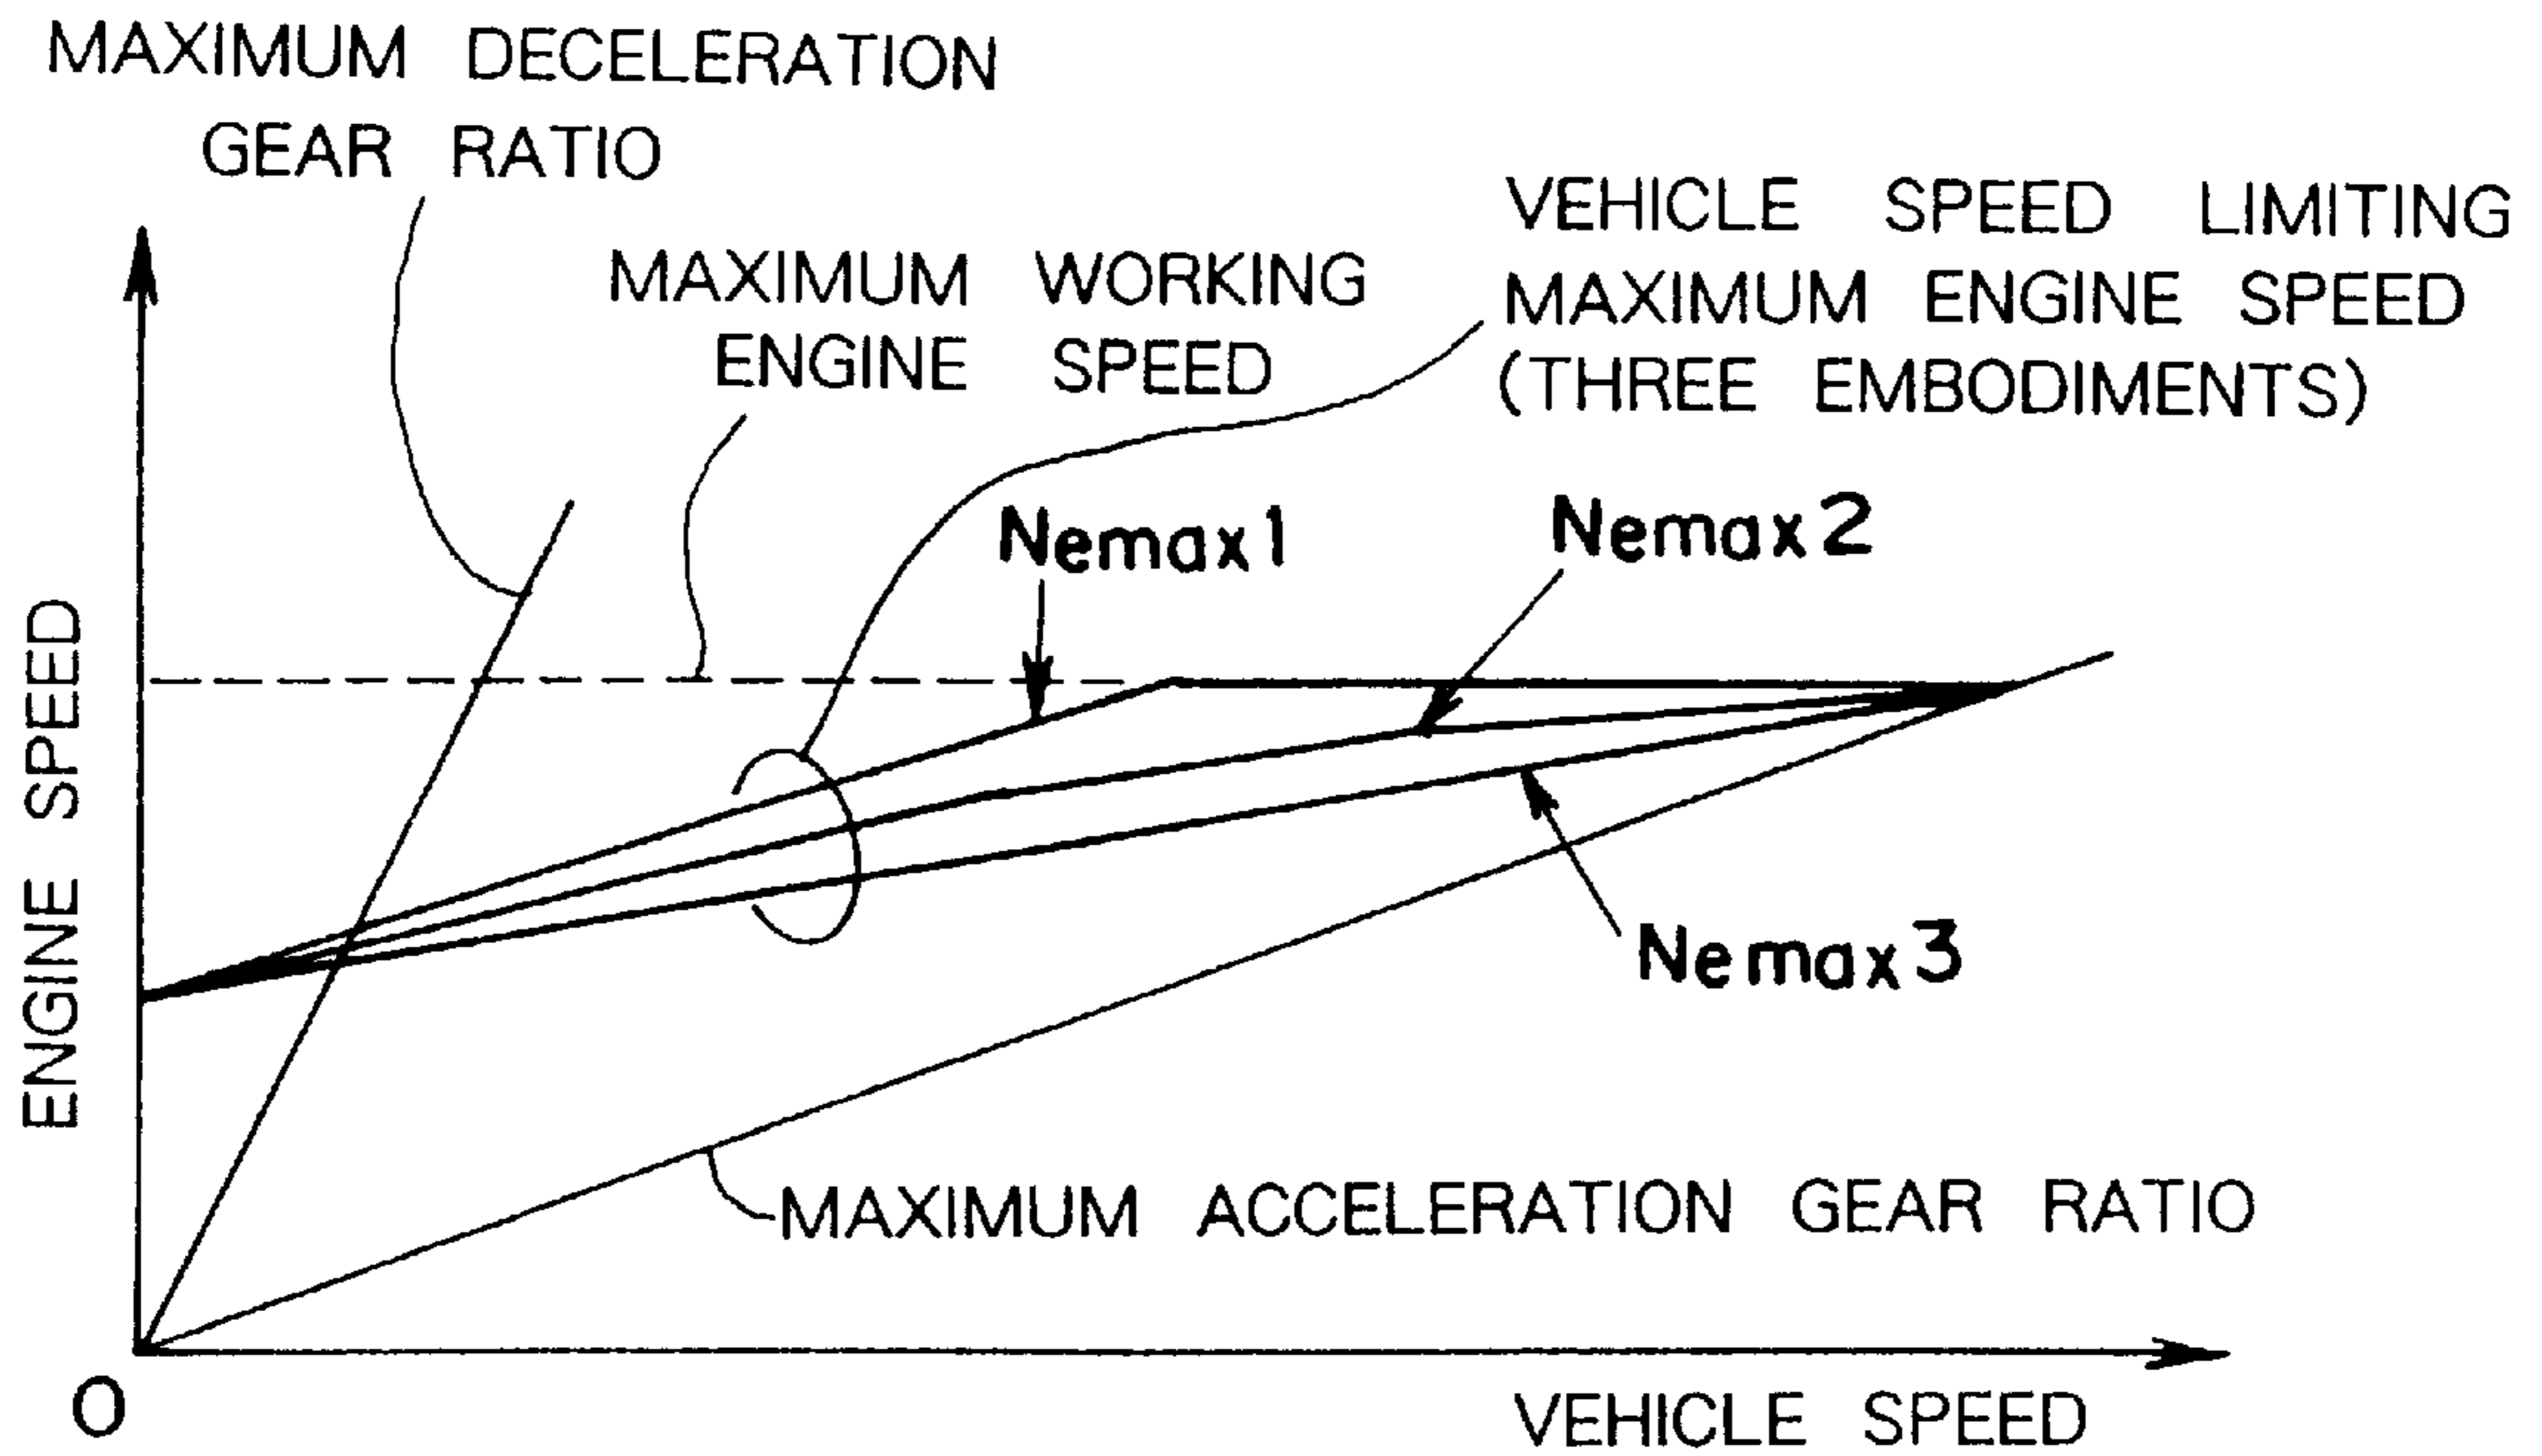 MAXIMUM DECELERATION
GEAR RATIO
MAXIMUM WORKING
ENGINE SPEED
VEHICLE SPEED LIMITING
MAXIMUM ENGINE SPEED
(THREE EMBODIMENTS)
Nemax1
Nemax2
Nemax3
ENGINE SPEED
MAXIMUM ACCELERATION GEAR RATIO
O
VEHICLE SPEED